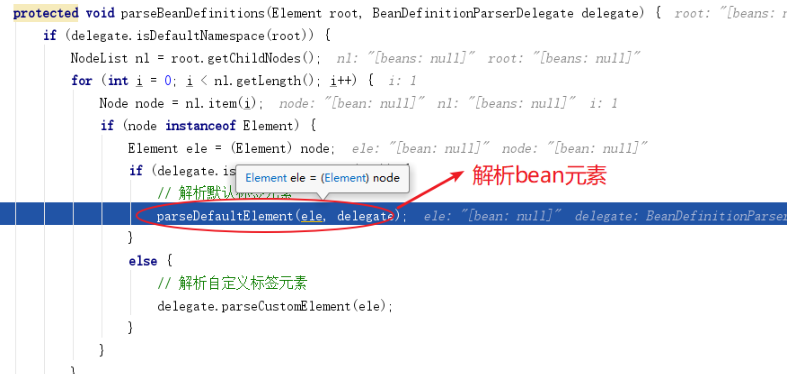 protected void parseBeanDefinitions(Element root, BeanDefinitionParserDelegate delegate) { root: "[beans: n
if (delegate.isDefaultNamespace(root)) {
NodeList nl = root.getChildNodes(); nl: "[beans: null]" root: "[beans: null]"
for (int i = 0; i < nl.getLength(); i++) { i: 1
Node node = nl.item(i); node: "[bean: null]" nl: "[beans: null]" i: 1
if (node instanceof Element) {
Element ele = (Element) node; ele: "[bean: null]" node: "[bean: null]"
if (delegate.is
Element ele = (Element) node
解析bean元素
// 解析默认标签元素
parseDefaultElement(ele, delegate); ele: "[bean: null]" delegate: BeanDefinitionParser
}
else {
// 解析自定义标签元素
delegate.parseCustomElement(ele);
}
}
}